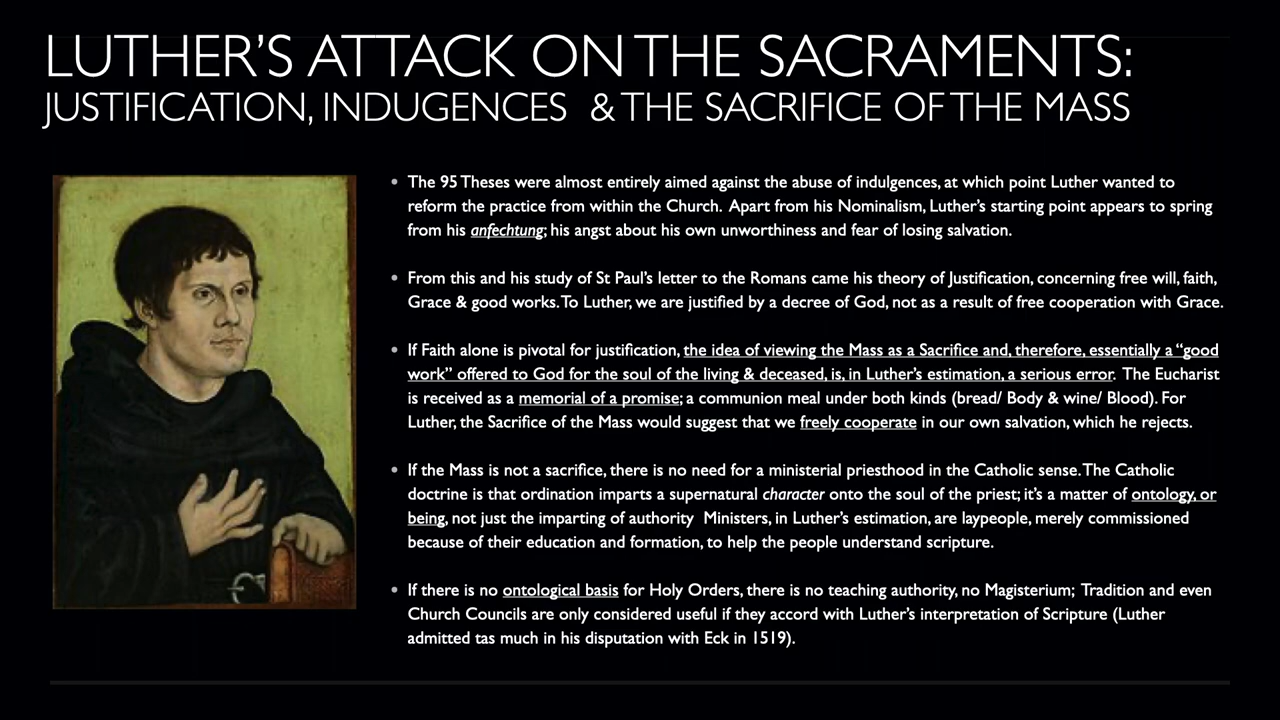 LUTHER'S ATTACK ON THE SACRAMENTS:
JUSTIFICATION, INDUGENCES & THE SACRIFICE OF THE MASS
• The 95 Theses were almost entirely aimed against the abuse of indulgences, at which point Luther wanted to
reform the practice from within the Church. Apart from his Nominalism, Luther's starting point appears to spring
from his anfechtung; his angst about his own unworthiness and fear of losing salvation.
• From this and his study of St Paul's letter to the Romans came his theory of Justification, concerning free will, faith,
Grace & good works. To Luther, we are justified by a decree of God, not as a result of free cooperation with Grace.
• If Faith alone is pivotal for justification, the idea of viewing the Mass as a Sacrifice and, therefore, essentially a "good
work" offered to God for the soul of the living & deceased, is, in Luther's estimation, a serious error. The Eucharist
is received as a memorial of a promise; a communion meal under both kinds (bread/ Body & wine/ Blood). For
Luther, the Sacrifice of the Mass would suggest that we freely cooperate in our own salvation, which he rejects.
• If the Mass is not a sacrifice, there is no need for a ministerial priesthood in the Catholic sense. The Catholic
doctrine is that ordination imparts a supernatural character onto the soul of the priest; it's a matter of ontology, or
being, not just the imparting of authority Ministers, in Luther's estimation, are laypeople, merely commissioned
because of their education and formation, to help the people understand scripture.
• If there is no ontological basis for Holy Orders, there is no teaching authority, no Magisterium; Tradition and even
Church Councils are only considered useful if they accord with Luther's interpretation of Scripture (Luther
admitted tas much in his disputation with Eck in 1519).